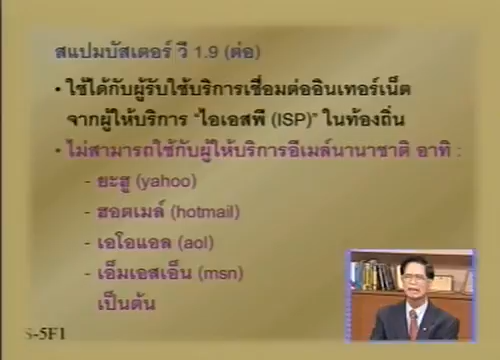 สแปมบัสเตอร์ วี 1.9 (ต่อ)
• ใช้ได้กับผู้รับใช้บริการเชื่อมต่ออินเทอร์เน็ต
จากผู้ให้บริการ “ไอเอสพี (ISP)” ในท้องถิ่น
• ไม่สามารถใช้กับผู้ให้บริการอีเมล์นานาชาติ อาทิ :
- ยะฮู (yahoo)
- ฮอตเมล์ (hotmail)
- เอโอแอล (aol)
- เอ็มเอสเอ็น (msn)
เป็นต้น
S-5F1